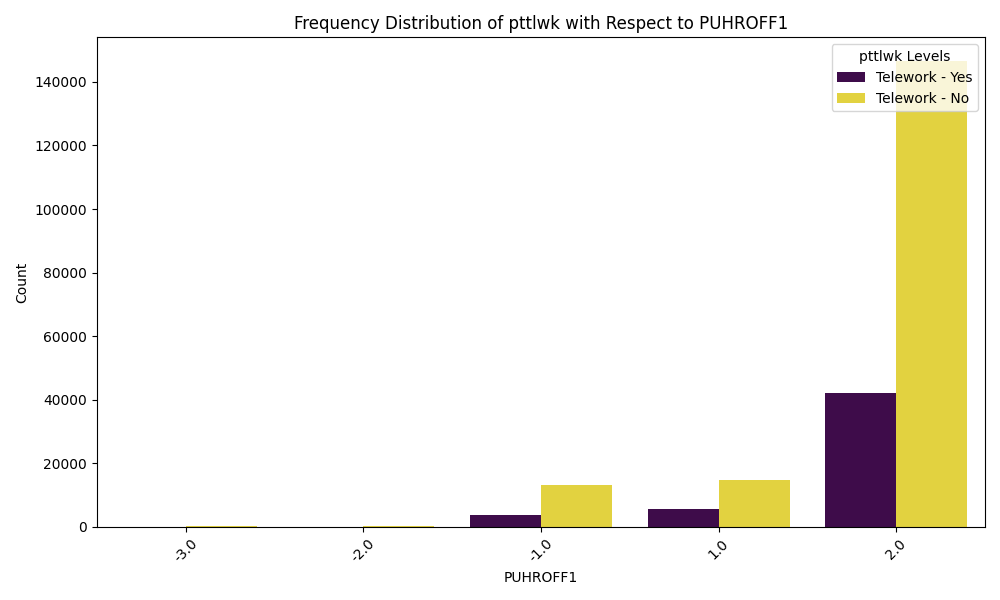 Frequency Distribution of pttlwk with Respect to PUHROFF1
pttlwk Levels
Telework - Yes
Telework - No
Count
140000
120000
100000
80000
60000
40000
20000
0
-3.0
-2.0
-1.0
1.0
2.0
PUHROFF1